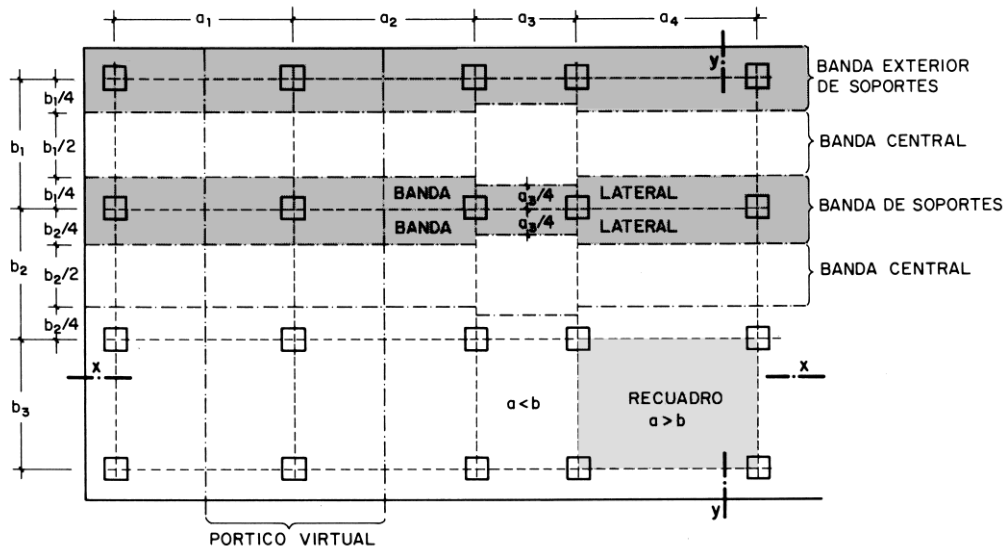 a₁ a₂ a₃ a₄
y
BANDA EXTERIOR
DE SOPORTES
b₁/4
b₁
b₁/2
BANDA CENTRAL
b₁/4
BANDA a₃/4 LATERAL
BANDA DE SOPORTES
b₂/4
BANDA a₃/4 LATERAL
b₂
b₂/2
BANDA CENTRAL
b₂/4
x x
b₃
a<b
RECUADRO
a>b
y
PORTICO VIRTUAL